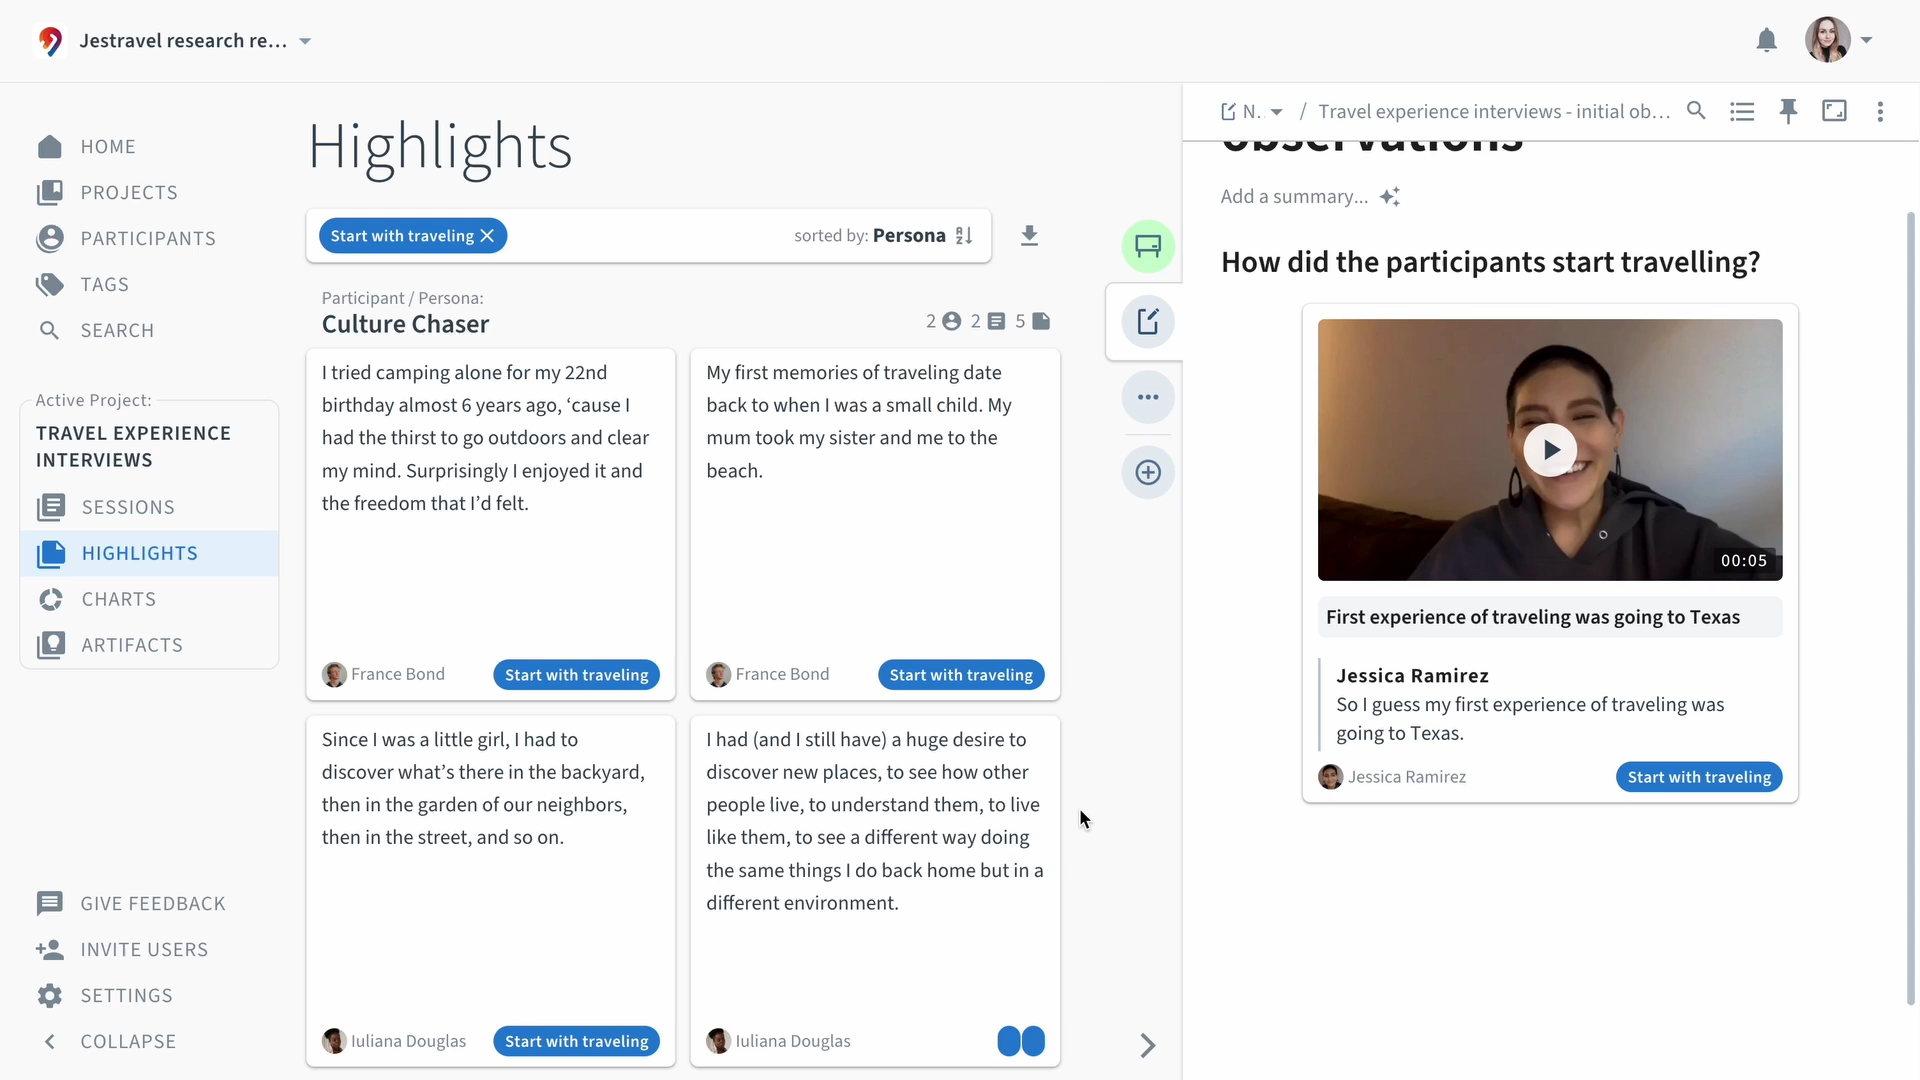 Jestravel research re...
HOME
PROJECTS
PARTICIPANTS
TAGS
SEARCH
Active Project:
TRAVEL EXPERIENCE
INTERVIEWS
SESSIONS
HIGHLIGHTS
CHARTS
ARTIFACTS
GIVE FEEDBACK
INVITE USERS
SETTINGS
COLLAPSE
Highlights
Start with traveling
sorted by: Persona
Participant / Persona:
Culture Chaser
2 2 5
I tried camping alone for my 22nd
birthday almost 6 years ago, ‘cause I
had the thirst to go outdoors and clear
my mind. Surprisingly I enjoyed it and
the freedom that I’d felt.
France Bond
Start with traveling
My first memories of traveling date
back to when I was a small child. My
mum took my sister and me to the
beach.
France Bond
Start with traveling
Since I was a little girl, I had to
discover what’s there in the backyard,
then in the garden of our neighbors,
then in the street, and so on.
Iuliana Douglas
Start with traveling
I had (and I still have) a huge desire to
discover new places, to see how other
people live, to understand them, to live
like them, to see a different way doing
the same things I do back home but in a
different environment.
Iuliana Douglas
N. / Travel experience interviews - initial ob...
observations
Add a summary...
How did the participants start travelling?
00:05
First experience of traveling was going to Texas
Jessica Ramirez
So I guess my first experience of traveling was
going to Texas.
Jessica Ramirez
Start with traveling